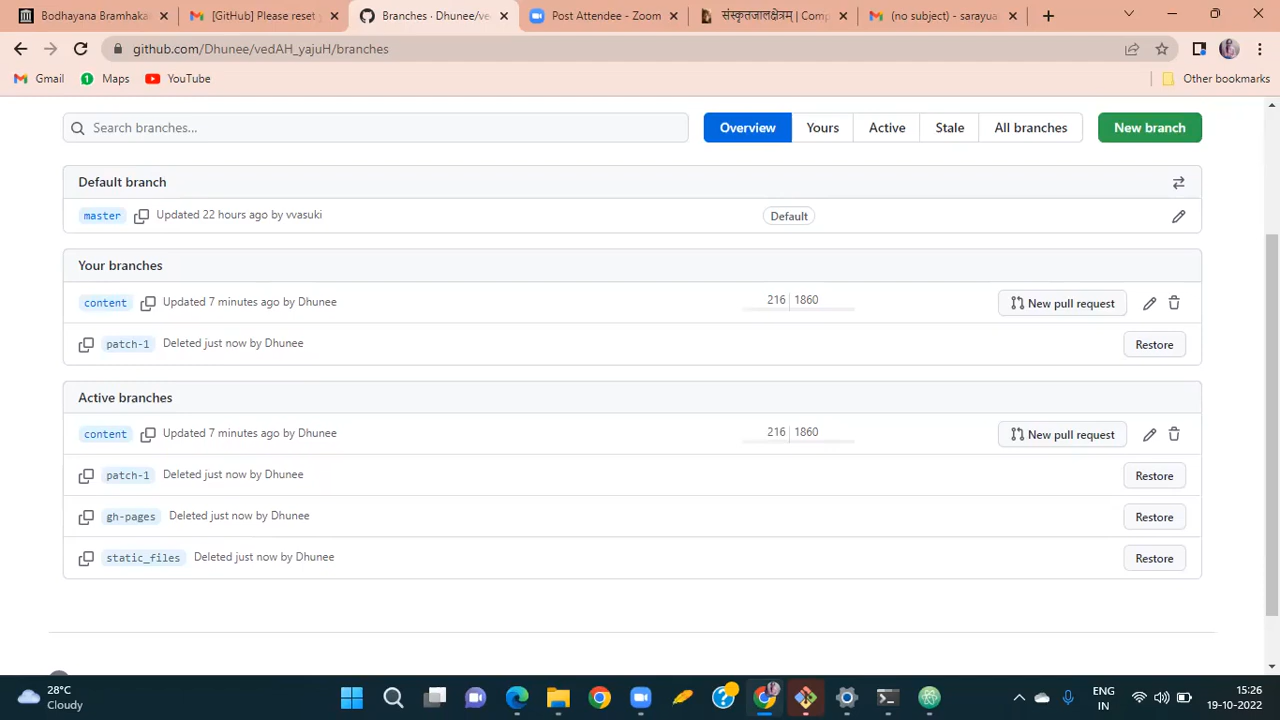 Bodhayana Bramhaka
[GitHub] Please reset y
Branches · Dhunee/ve
Post Attendee - Zoom
संस्कृतजालक्षेत्रम् | Comp
(no subject) - sarayua
github.com/Dhunee/vedAH_yajuH/branches
Gmail
1 Maps
YouTube
Other bookmarks
Search branches...
Overview Yours Active Stale All branches
New branch
Default branch
master Updated 22 hours ago by vvasuki Default
Your branches
content Updated 7 minutes ago by Dhunee 216 1860 New pull request
patch-1 Deleted just now by Dhunee Restore
Active branches
content Updated 7 minutes ago by Dhunee 216 1860 New pull request
patch-1 Deleted just now by Dhunee Restore
gh-pages Deleted just now by Dhunee Restore
static_files Deleted just now by Dhunee Restore
28°C
Cloudy
ENG
IN
15:26
19-10-2022